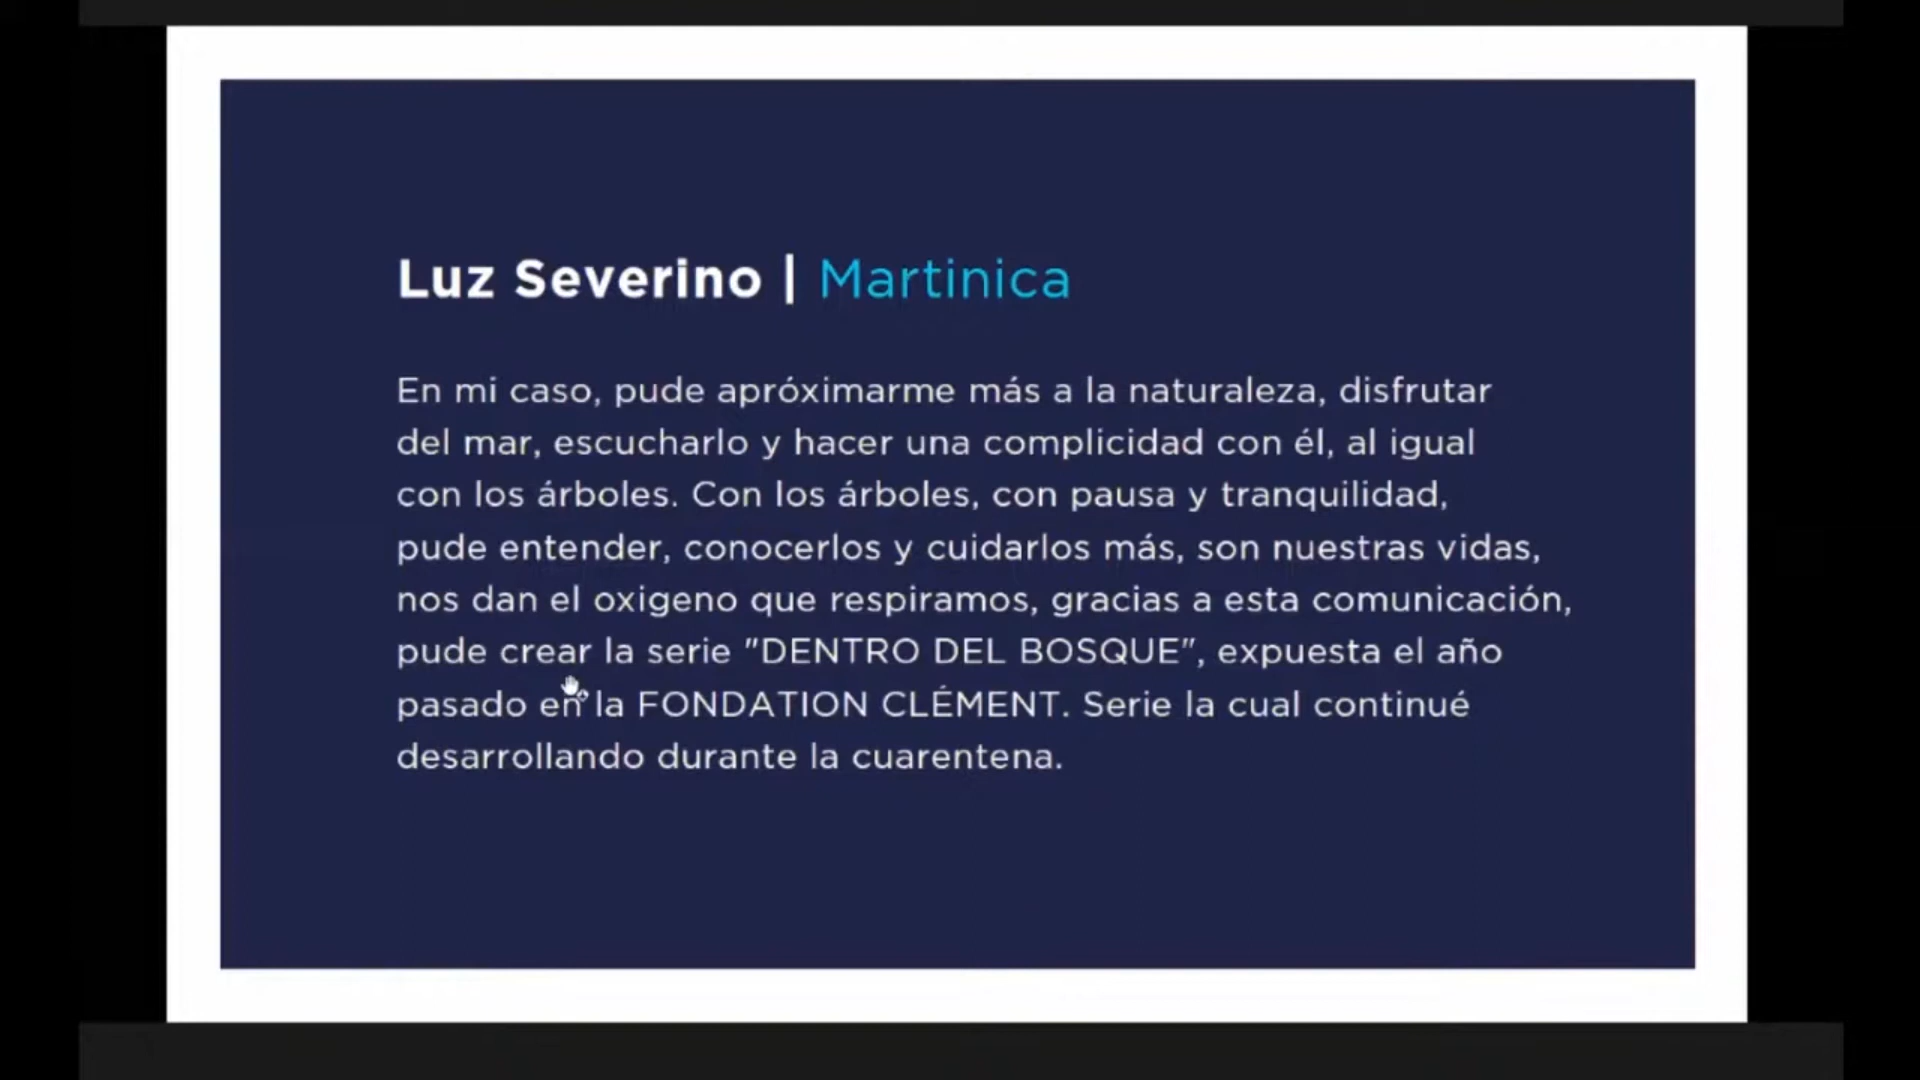 Luz Severino | Martinica
En mi caso, pude apróximarme más a la naturaleza, disfrutar
del mar, escucharlo y hacer una complicidad con él, al igual
con los árboles. Con los árboles, con pausa y tranquilidad,
pude entender, conocerlos y cuidarlos más, son nuestras vidas,
nos dan el oxigeno que respiramos, gracias a esta comunicación,
pude crear la serie "DENTRO DEL BOSQUE", expuesta el año
pasado en la FONDATION CLÉMENT. Serie la cual continué
desarrollando durante la cuarentena.